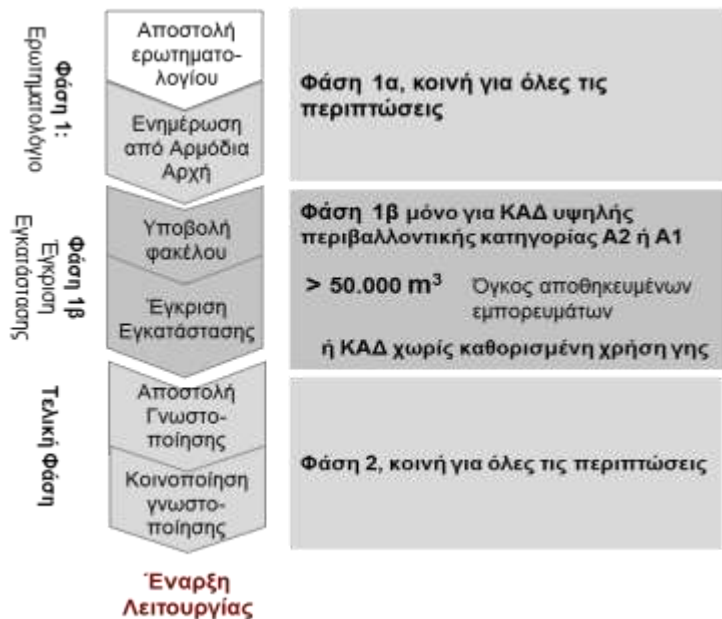 Φάση 1:
Ερωτηματολόγιο
Αποστολή
ερωτηματο-
λογίου
Ενημέρωση
από Αρμόδια
Αρχή
Φάση 1α, κοινή για όλες τις
περιπτώσεις
Φάση 1β
Έγκριση
Εγκατάστασης
Υποβολή
φακέλου
Έγκριση
Εγκατάστασης
Φάση 1β μόνο για ΚΑΔ υψηλής
περιβαλλοντικής κατηγορίας Α2 ή Α1
> 50.000 m³ Όγκος αποθηκευμένων
εμπορευμάτων
ή ΚΑΔ χωρίς καθορισμένη χρήση γης
Τελική Φάση
Αποστολή
Γνωστο-
ποίησης
Κοινοποίηση
γνωστο-
ποίησης
Φάση 2, κοινή για όλες τις περιπτώσεις
Έναρξη
Λειτουργίας